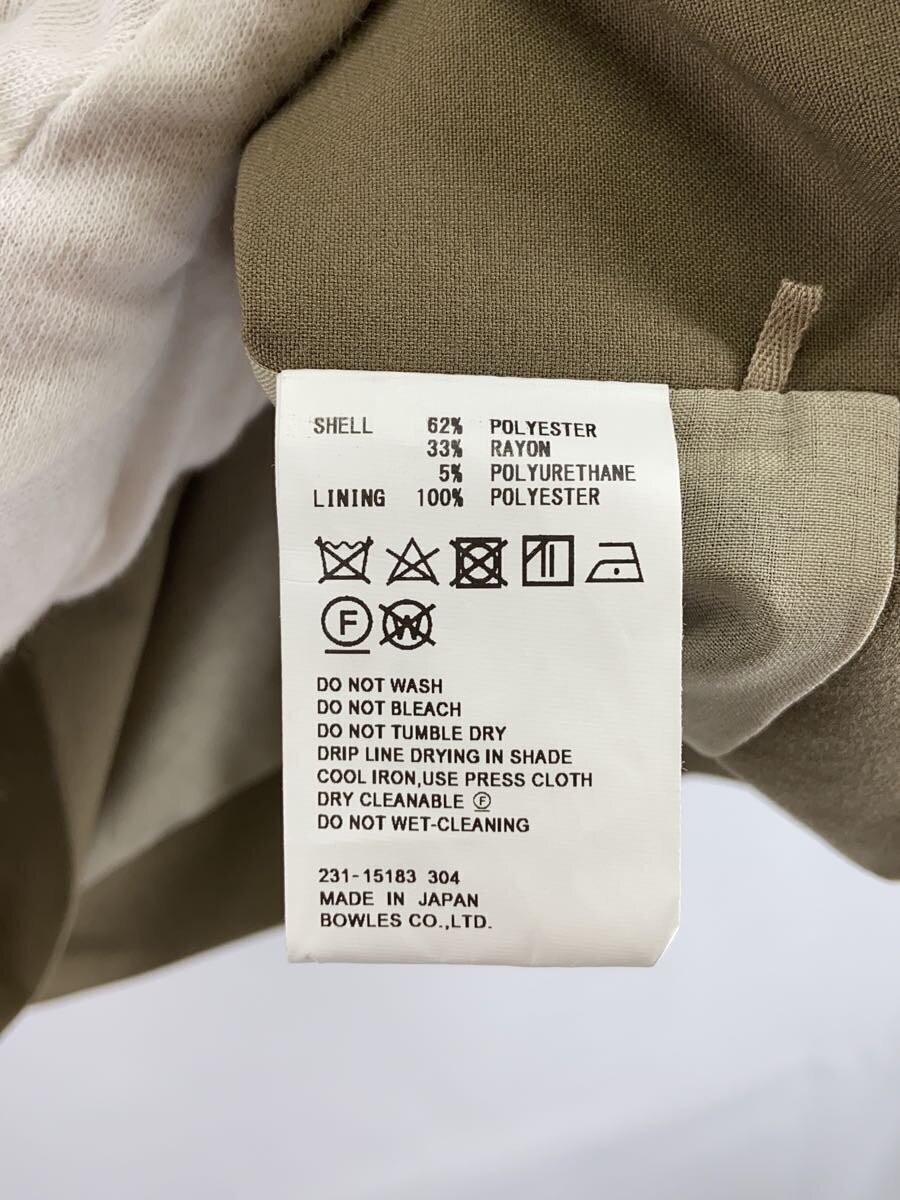 SHELL 62% POLYESTER
33% RAYON
5% POLYURETHANE
LINING 100% POLYESTER
F W
DO NOT WASH
DO NOT BLEACH
DO NOT TUMBLE DRY
DRIP LINE DRYING IN SHADE
COOL IRON,USE PRESS CLOTH
DRY CLEANABLE Ⓕ
DO NOT WET-CLEANING
231-15183 304
MADE IN JAPAN
BOWLES CO.,LTD.